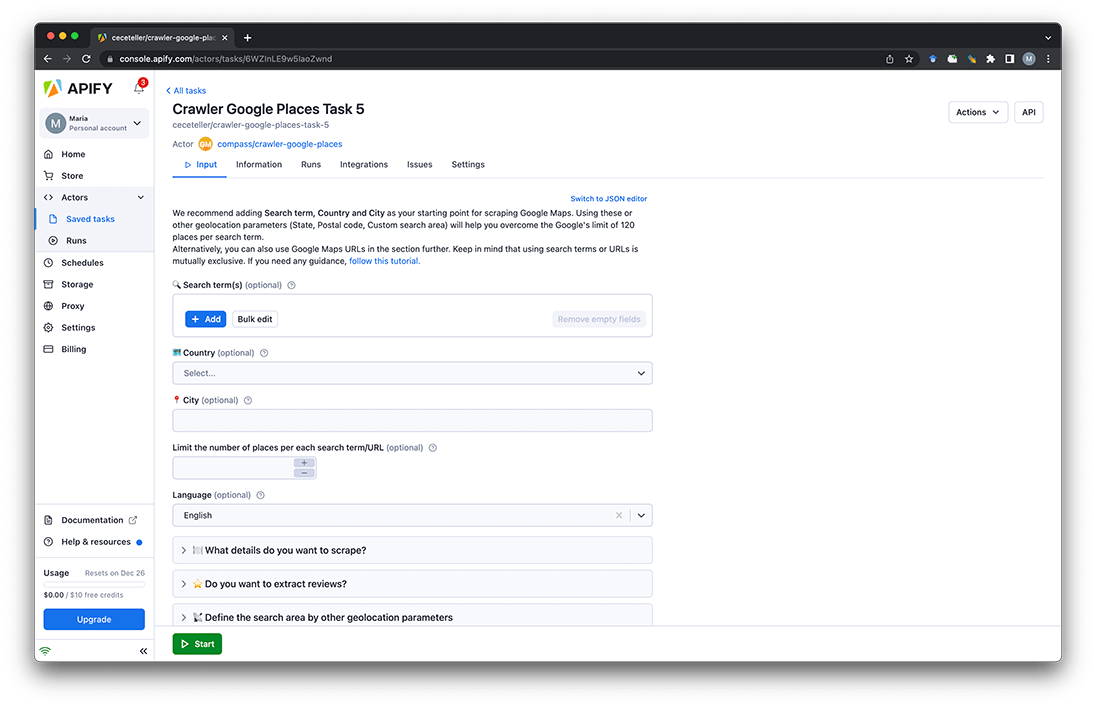 ceceteller/crawler-google-plac
console.apify.com/actors/tasks/6WZInLE9w5IaoZwnd
M
APIFY
3
M
Maria
Personal account
Home
Store
Actors
Saved tasks
Runs
Schedules
Storage
Proxy
Settings
Billing
Documentation
Help & resources
Usage
Resets on Dec 26
$0.00 / $10 free credits
Upgrade
All tasks
Crawler Google Places Task 5
ceceteller/crawler-google-places-task-5
Actor GM compass/crawler-google-places
Actions
API
Input Information Runs Integrations Issues Settings
Switch to JSON editor
We recommend adding Search term, Country and City as your starting point for scraping Google Maps. Using these or
other geolocation parameters (State, Postal code, Custom search area) will help you overcome the Google's limit of 120
places per search term.
Alternatively, you can also use Google Maps URLs in the section further. Keep in mind that using search terms or URLs is
mutually exclusive. If you need any guidance, follow this tutorial.
Search term(s) (optional)
+ Add Bulk edit Remove empty fields
Country (optional)
Select...
City (optional)
Limit the number of places per each search term/URL (optional)
Language (optional)
English
What details do you want to scrape?
Do you want to extract reviews?
Define the search area by other geolocation parameters
Start